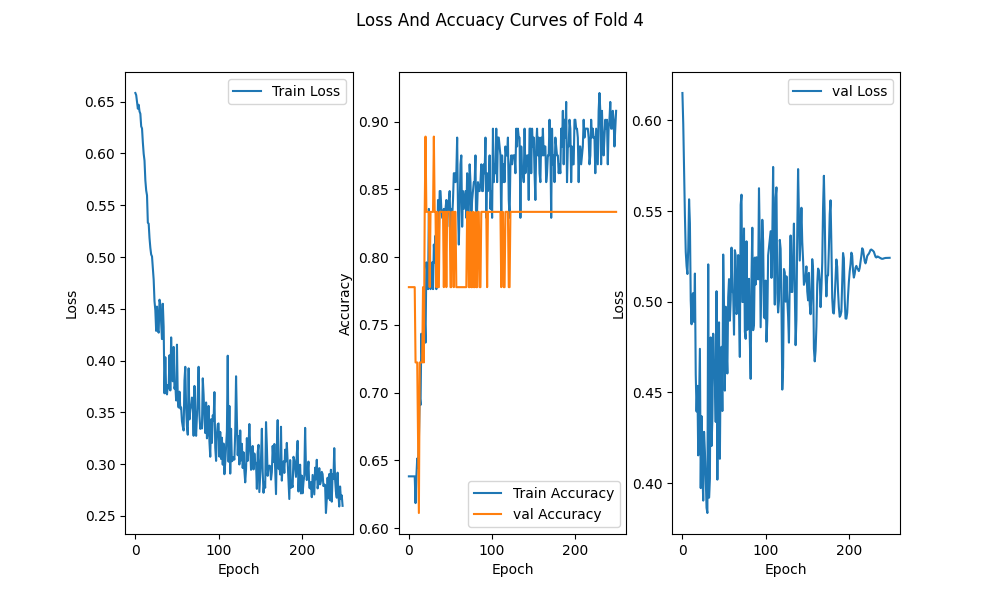 Loss And Accuacy Curves of Fold 4
Loss
0.65
0.60
0.55
0.50
0.45
0.40
0.35
0.30
0.25
Train Loss
0
100
200
Epoch
Accuracy
0.90
0.85
0.80
0.75
0.70
0.65
0.60
Train Accuracy
val Accuracy
0
100
200
Epoch
Loss
0.60
0.55
0.50
0.45
0.40
val Loss
0
100
200
Epoch